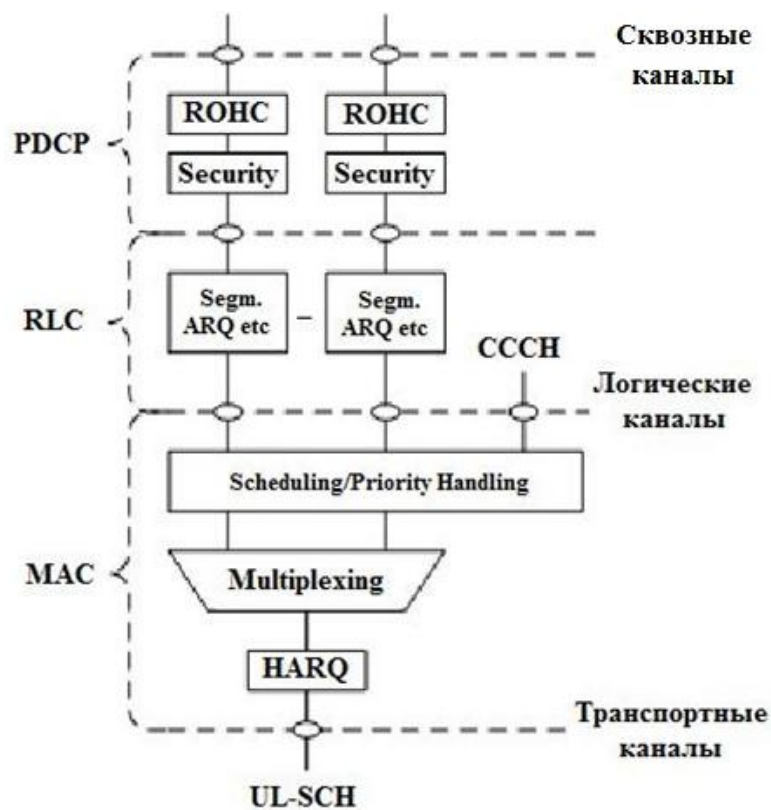 Сквозные
каналы
ROHC
ROHC
PDCP
Security
Security
Segm.
ARQ etc
–
Segm.
ARQ etc
RLC
CCCH
Логические
каналы
Scheduling/Priority Handling
MAC
Multiplexing
HARQ
Транспортные
каналы
UL-SCH